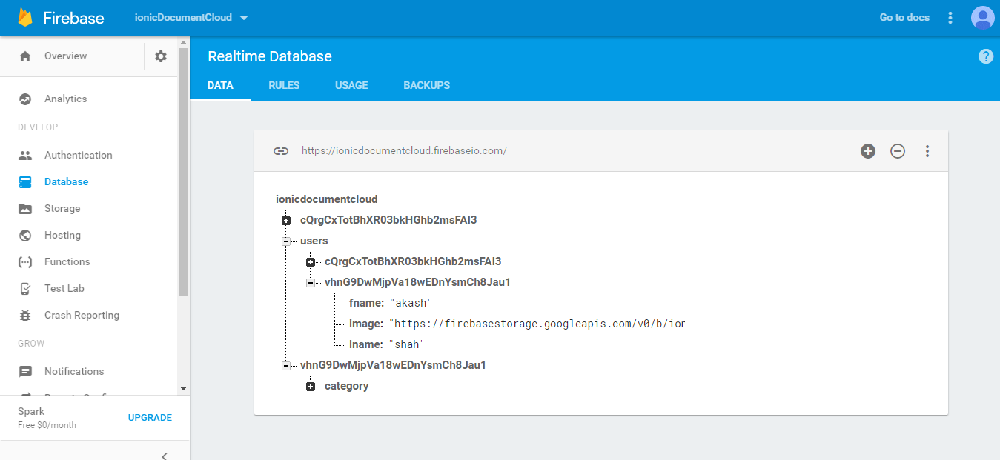 Firebase
ionicDocumentCloud
Go to docs
Overview
Analytics
DEVELOP
Authentication
Database
Storage
Hosting
Functions
Test Lab
Crash Reporting
GROW
Notifications
Spark
Free $0/month
UPGRADE
Realtime Database
?
DATA RULES USAGE BACKUPS
https://ionicdocumentcloud.firebaseio.com/
ionicdocumentcloud
cQrgCxTotBhXR03bkHGhb2msFAI3
users
cQrgCxTotBhXR03bkHGhb2msFAI3
vhnG9DwMjpVa18wEDnYsmCh8Jau1
fname: "akash"
image: "https://firebasestorage.googleapis.com/v0/b/ion
lname: "shah"
vhnG9DwMjpVa18wEDnYsmCh8Jau1
category